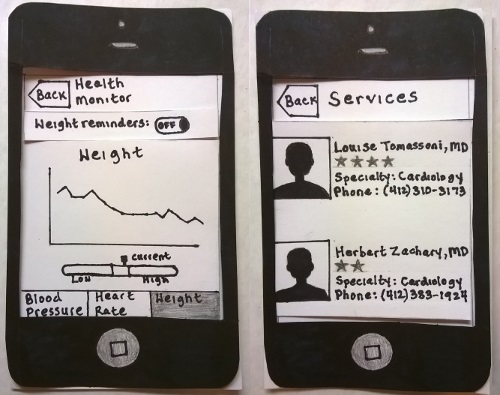 Back
Health
Monitor
Weight reminders: OFF
Weight
current
Low High
Blood
Pressure
Heart
Rate
Weight
Back Services
Louise Tomassoni, MD
Specialty: Cardiology
Phone: (412)310-3173
Herbert Zachary, MD
Specialty: Cardiology
Phone: (412)383-1924